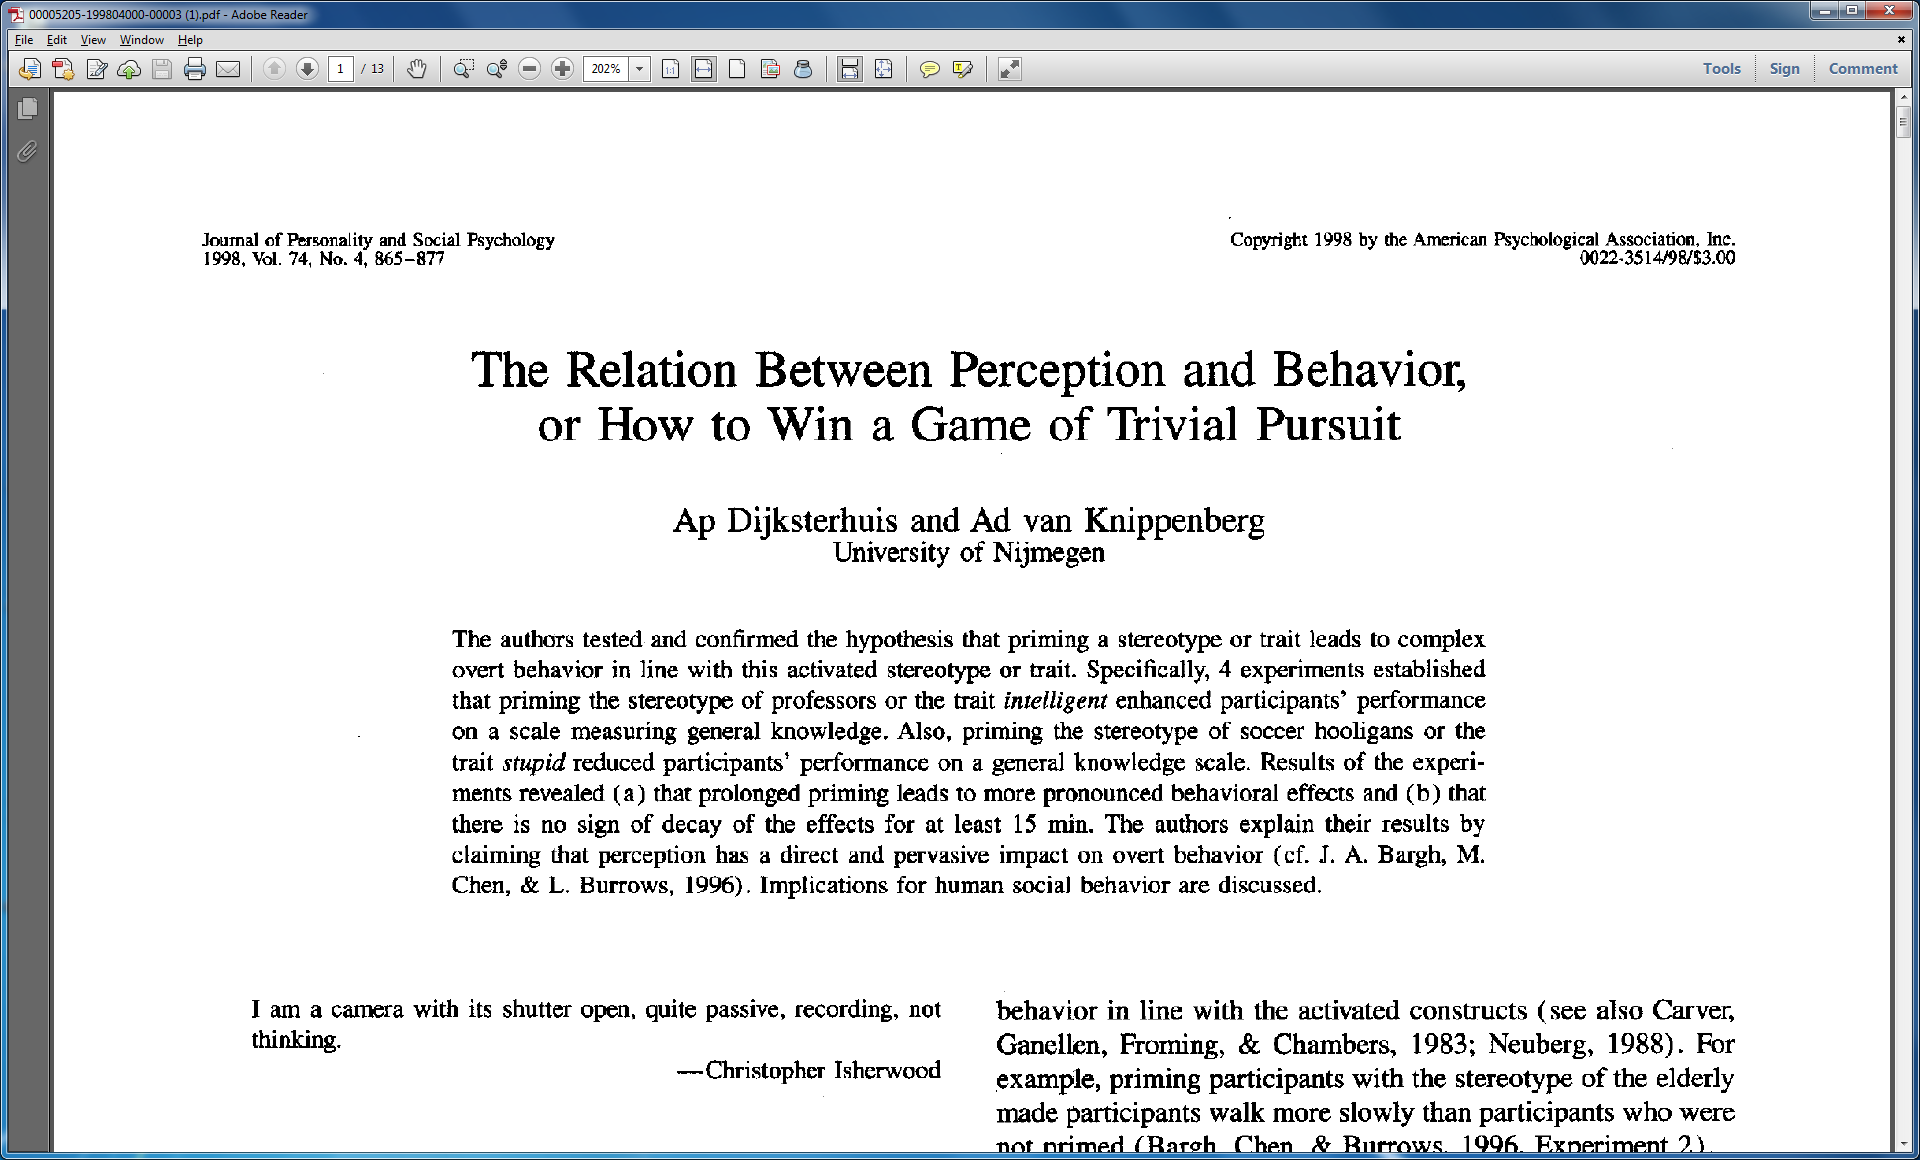 00005205-199804000-00003 (1).pdf - Adobe Reader
File Edit View Window Help
1 / 13 202% Tools Sign Comment
Journal of Personality and Social Psychology
1998, Vol. 74, No. 4, 865–877
Copyright 1998 by the American Psychological Association, Inc.
0022-3514/98/$3.00
The Relation Between Perception and Behavior,
or How to Win a Game of Trivial Pursuit
Ap Dijksterhuis and Ad van Knippenberg
University of Nijmegen
The authors tested and confirmed the hypothesis that priming a stereotype or trait leads to complex
overt behavior in line with this activated stereotype or trait. Specifically, 4 experiments established
that priming the stereotype of professors or the trait intelligent enhanced participants' performance
on a scale measuring general knowledge. Also, priming the stereotype of soccer hooligans or the
trait stupid reduced participants' performance on a general knowledge scale. Results of the experi-
ments revealed (a) that prolonged priming leads to more pronounced behavioral effects and (b) that
there is no sign of decay of the effects for at least 15 min. The authors explain their results by
claiming that perception has a direct and pervasive impact on overt behavior (cf. J. A. Bargh, M.
Chen, & L. Burrows, 1996). Implications for human social behavior are discussed.
I am a camera with its shutter open, quite passive, recording, not
thinking.
—Christopher Isherwood
behavior in line with the activated constructs (see also Carver,
Ganellen, Froming, & Chambers, 1983; Neuberg, 1988). For
example, priming participants with the stereotype of the elderly
made participants walk more slowly than participants who were
not primed (Bargh, Chen, & Burrows, 1996, Experiment 2).